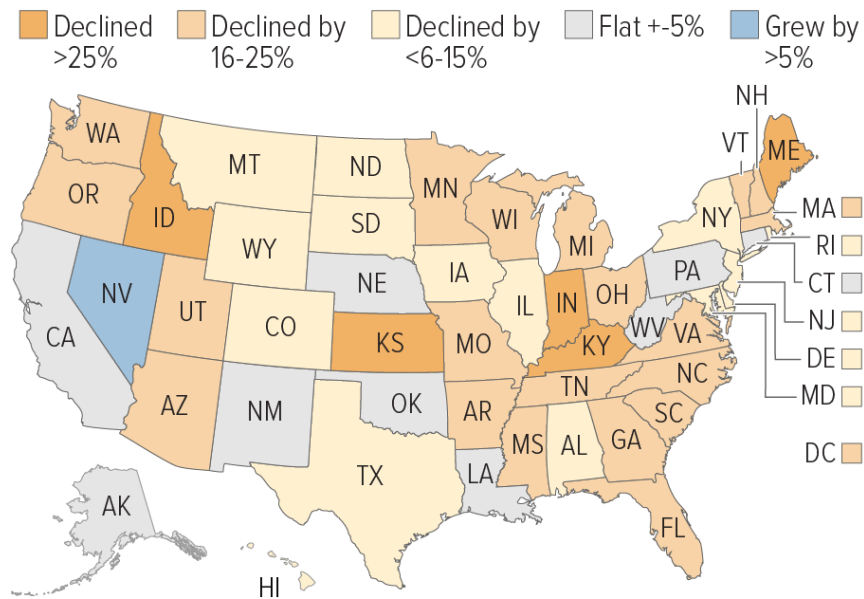 Declined >25%
Declined by 16-25%
Declined by <6-15%
Flat +-5%
Grew by >5%
NH
VT
ME
WA
MT
ND
MN
OR
ID
WI
NY
MA
SD
MI
RI
WY
IA
PA
CT
NE
NV
IL
IN
OH
NJ
UT
CO
WV
VA
CA
KS
MO
KY
DE
NC
MD
TN
AZ
NM
OK
AR
SC
MS
AL
GA
DC
TX
LA
AK
FL
HI